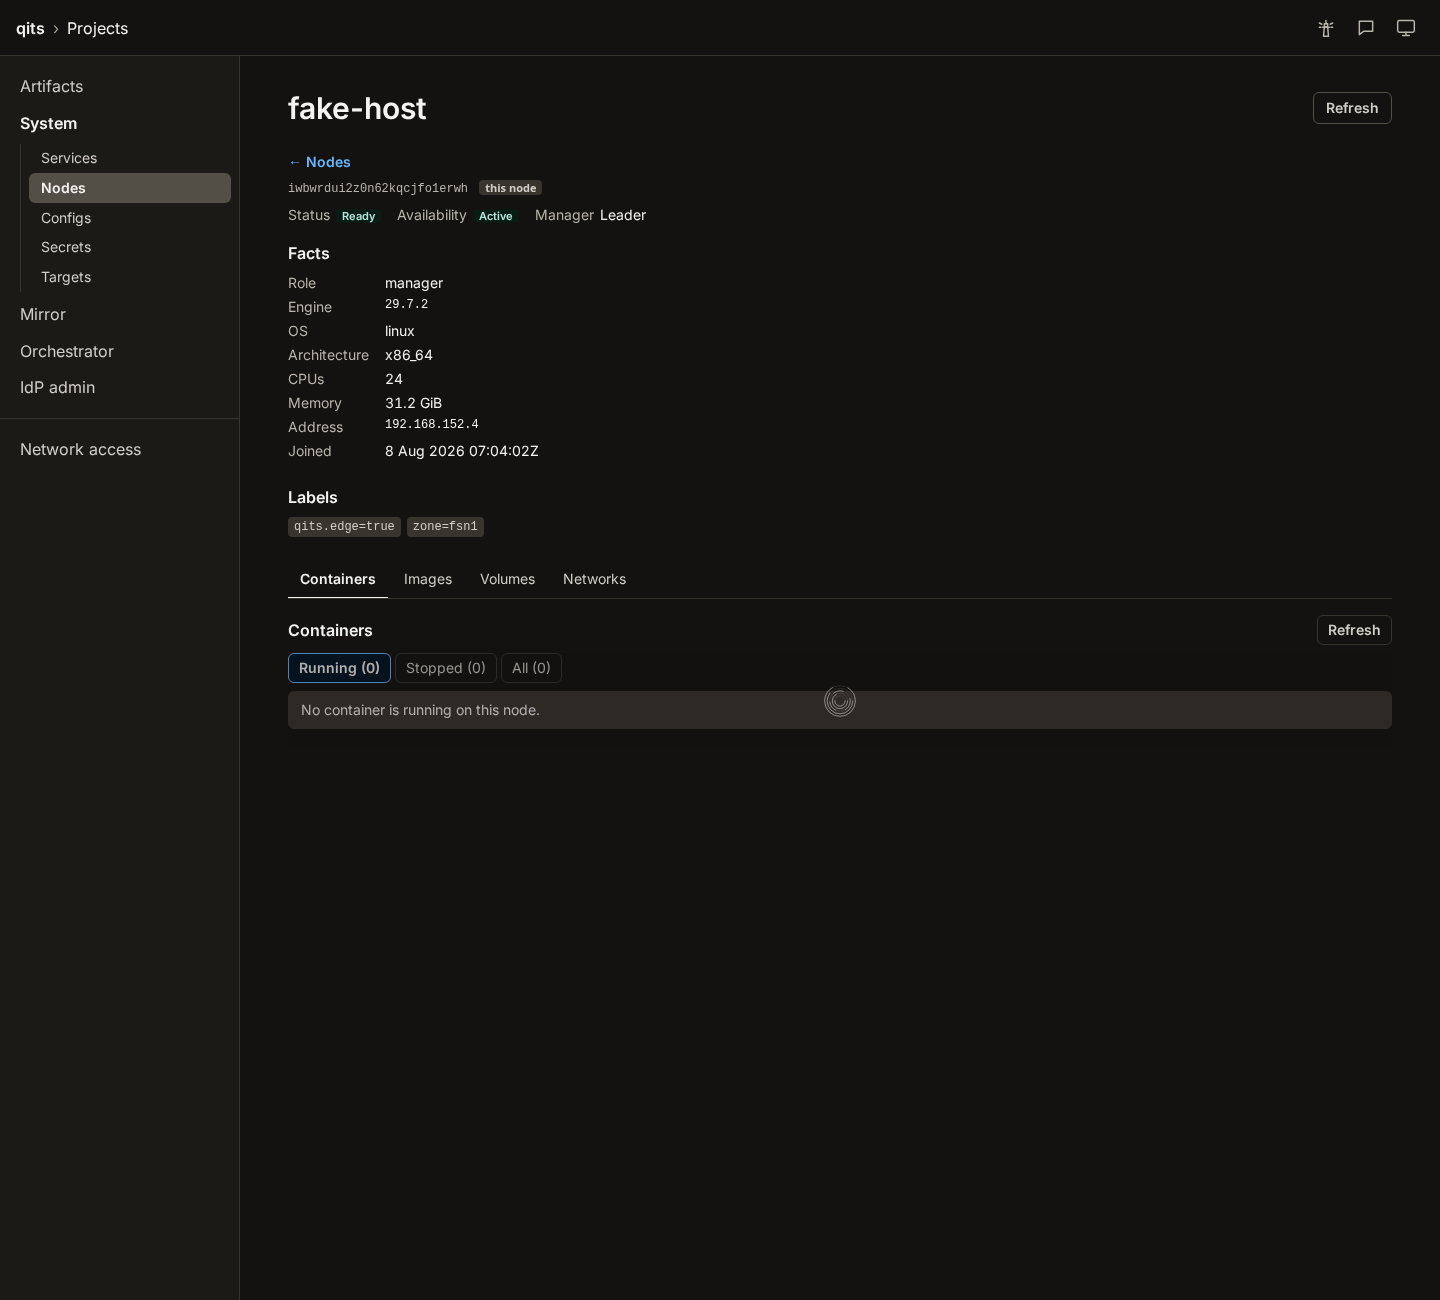 qits › Projects
Artifacts
System
Services
Nodes
Configs
Secrets
Targets
Mirror
Orchestrator
IdP admin
Network access
fake-host
Refresh
← Nodes
iwbwrdui2z0n62kqcjfo1erwh this node
Status Ready Availability Active Manager Leader
Facts
Role manager
Engine 29.7.2
OS linux
Architecture x86_64
CPUs 24
Memory 31.2 GiB
Address 192.168.152.4
Joined 8 Aug 2026 07:04:02Z
Labels
qits.edge=true zone=fsn1
Containers Images Volumes Networks
Containers Refresh
Running (0) Stopped (0) All (0)
No container is running on this node.